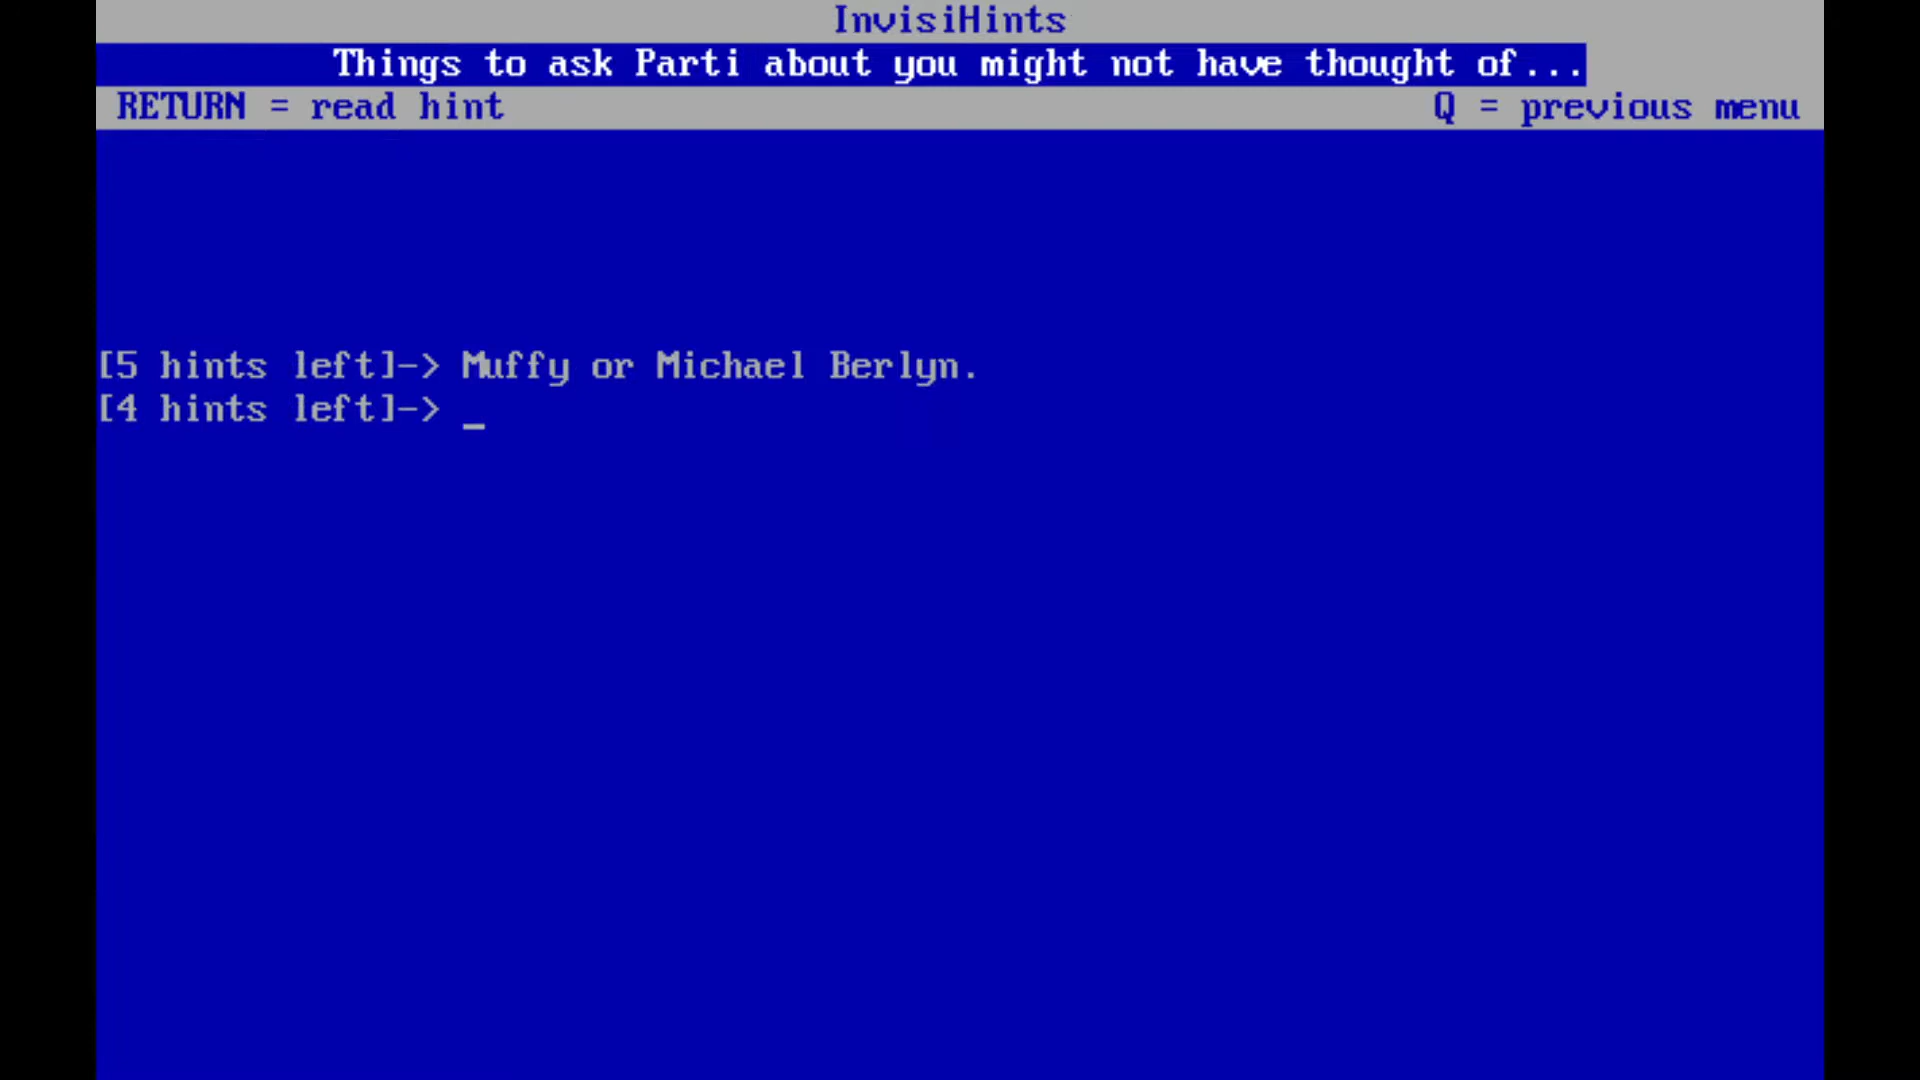 InvisiHints
Things to ask Parti about you might not have thought of...
RETURN = read hint Q = previous menu
[5 hints left]-> Muffy or Michael Berlyn.
[4 hints left]-> _